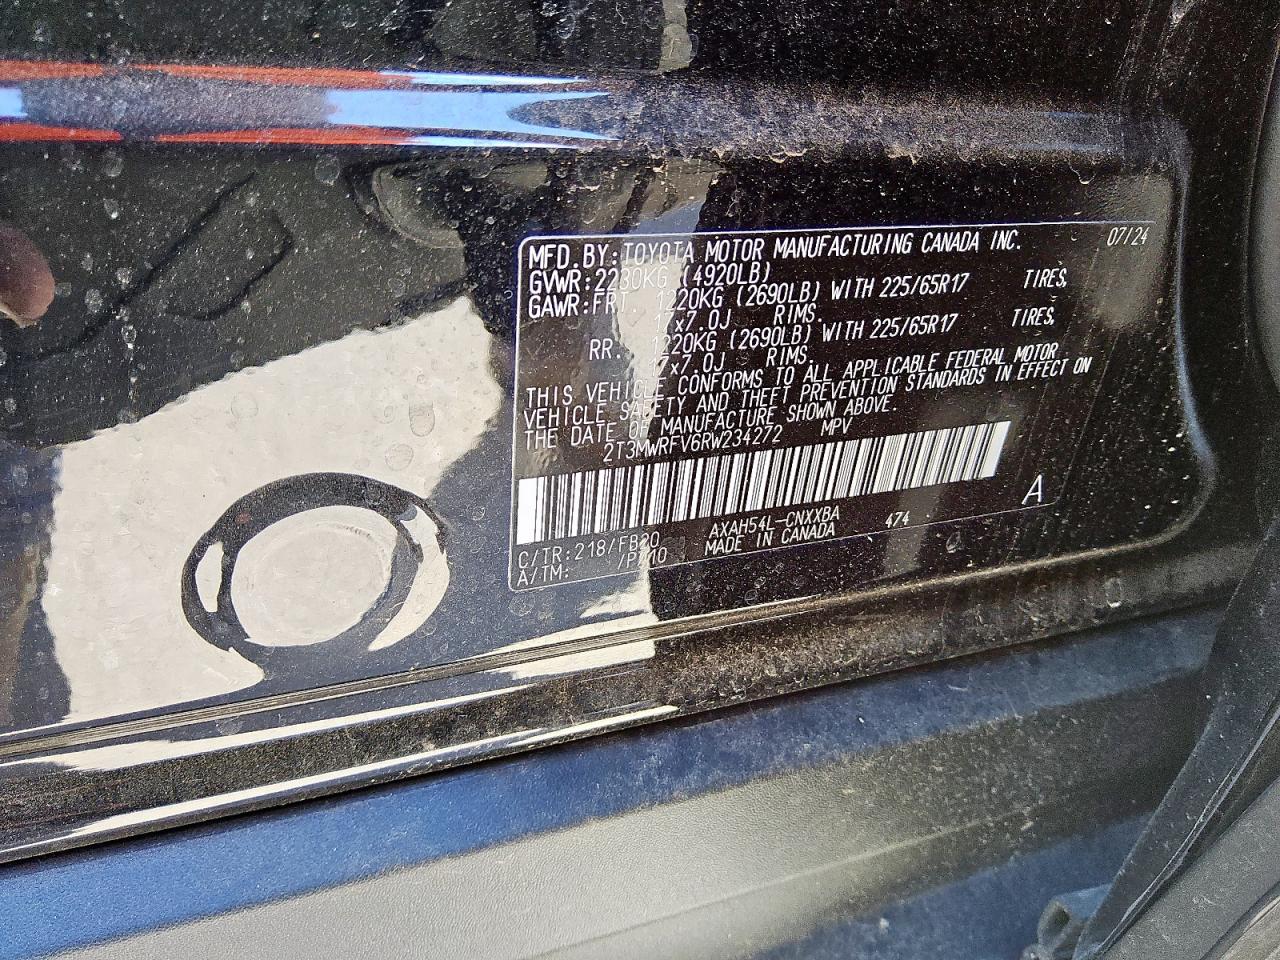 MFD. BY: TOYOTA MOTOR MANUFACTURING CANADA INC. 07/24
GVWR: 2230KG (4920LB)
GAWR: FRT. 1220KG (2690LB) WITH 225/65R17 TIRES,
17x7.0J RIMS.
RR. 1220KG (2690LB) WITH 225/65R17 TIRES,
17x7.0J RIMS.
THIS VEHICLE CONFORMS TO ALL APPLICABLE FEDERAL MOTOR
VEHICLE SAFETY AND THEFT PREVENTION STANDARDS IN EFFECT ON
THE DATE OF MANUFACTURE SHOWN ABOVE.
2T3MWRFV6RW234272 MPV
C/TR: 218/FB20 AXAH54L-CNXXBA 474 A
A/TM: MADE IN CANADA